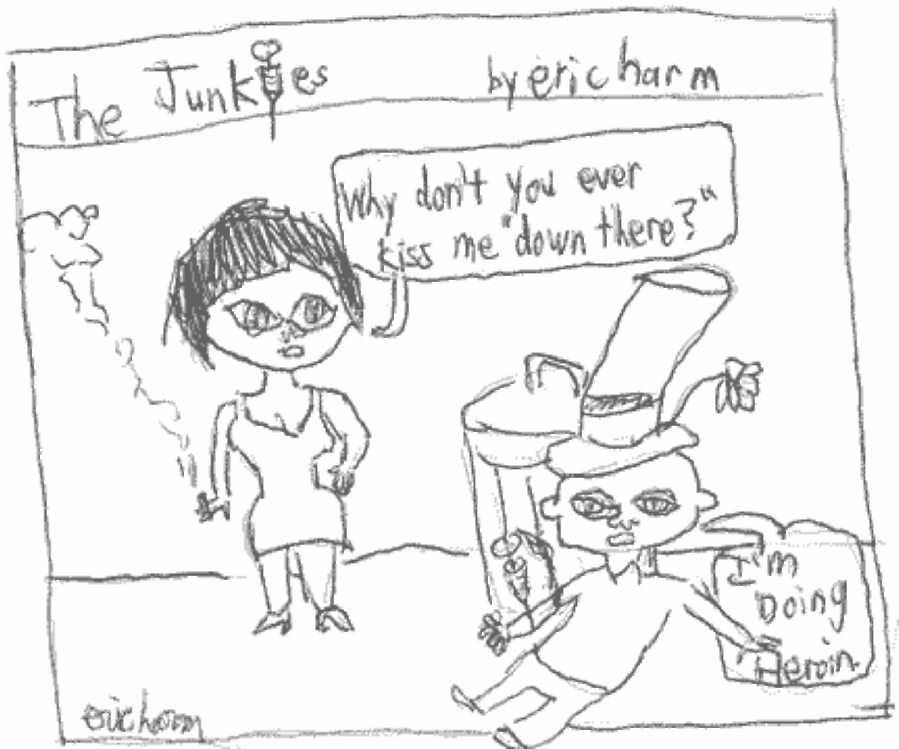 The Junkies
by eric harm
Why don't you ever
kiss me "down there?"
I'm
Doing
Heroin.
eric harm